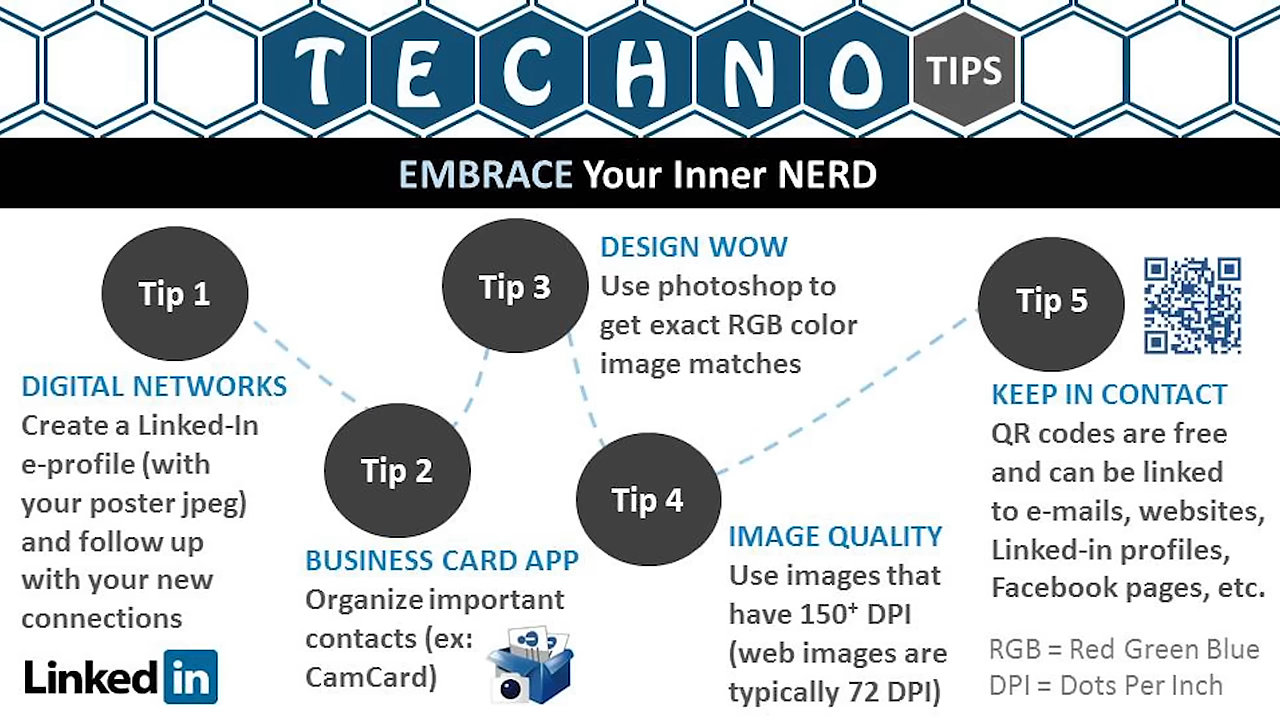 TECHNO TIPS
EMBRACE Your Inner NERD
Tip 1
DIGITAL NETWORKS
Create a Linked-In
e-profile (with
your poster jpeg)
and follow up
with your new
connections
Linked in
Tip 2
BUSINESS CARD APP
Organize important
contacts (ex:
CamCard)
Tip 3
DESIGN WOW
Use photoshop to
get exact RGB color
image matches
Tip 4
IMAGE QUALITY
Use images that
have 150⁺ DPI
(web images are
typically 72 DPI)
Tip 5
KEEP IN CONTACT
QR codes are free
and can be linked
to e-mails, websites,
Linked-in profiles,
Facebook pages, etc.
RGB = Red Green Blue
DPI = Dots Per Inch